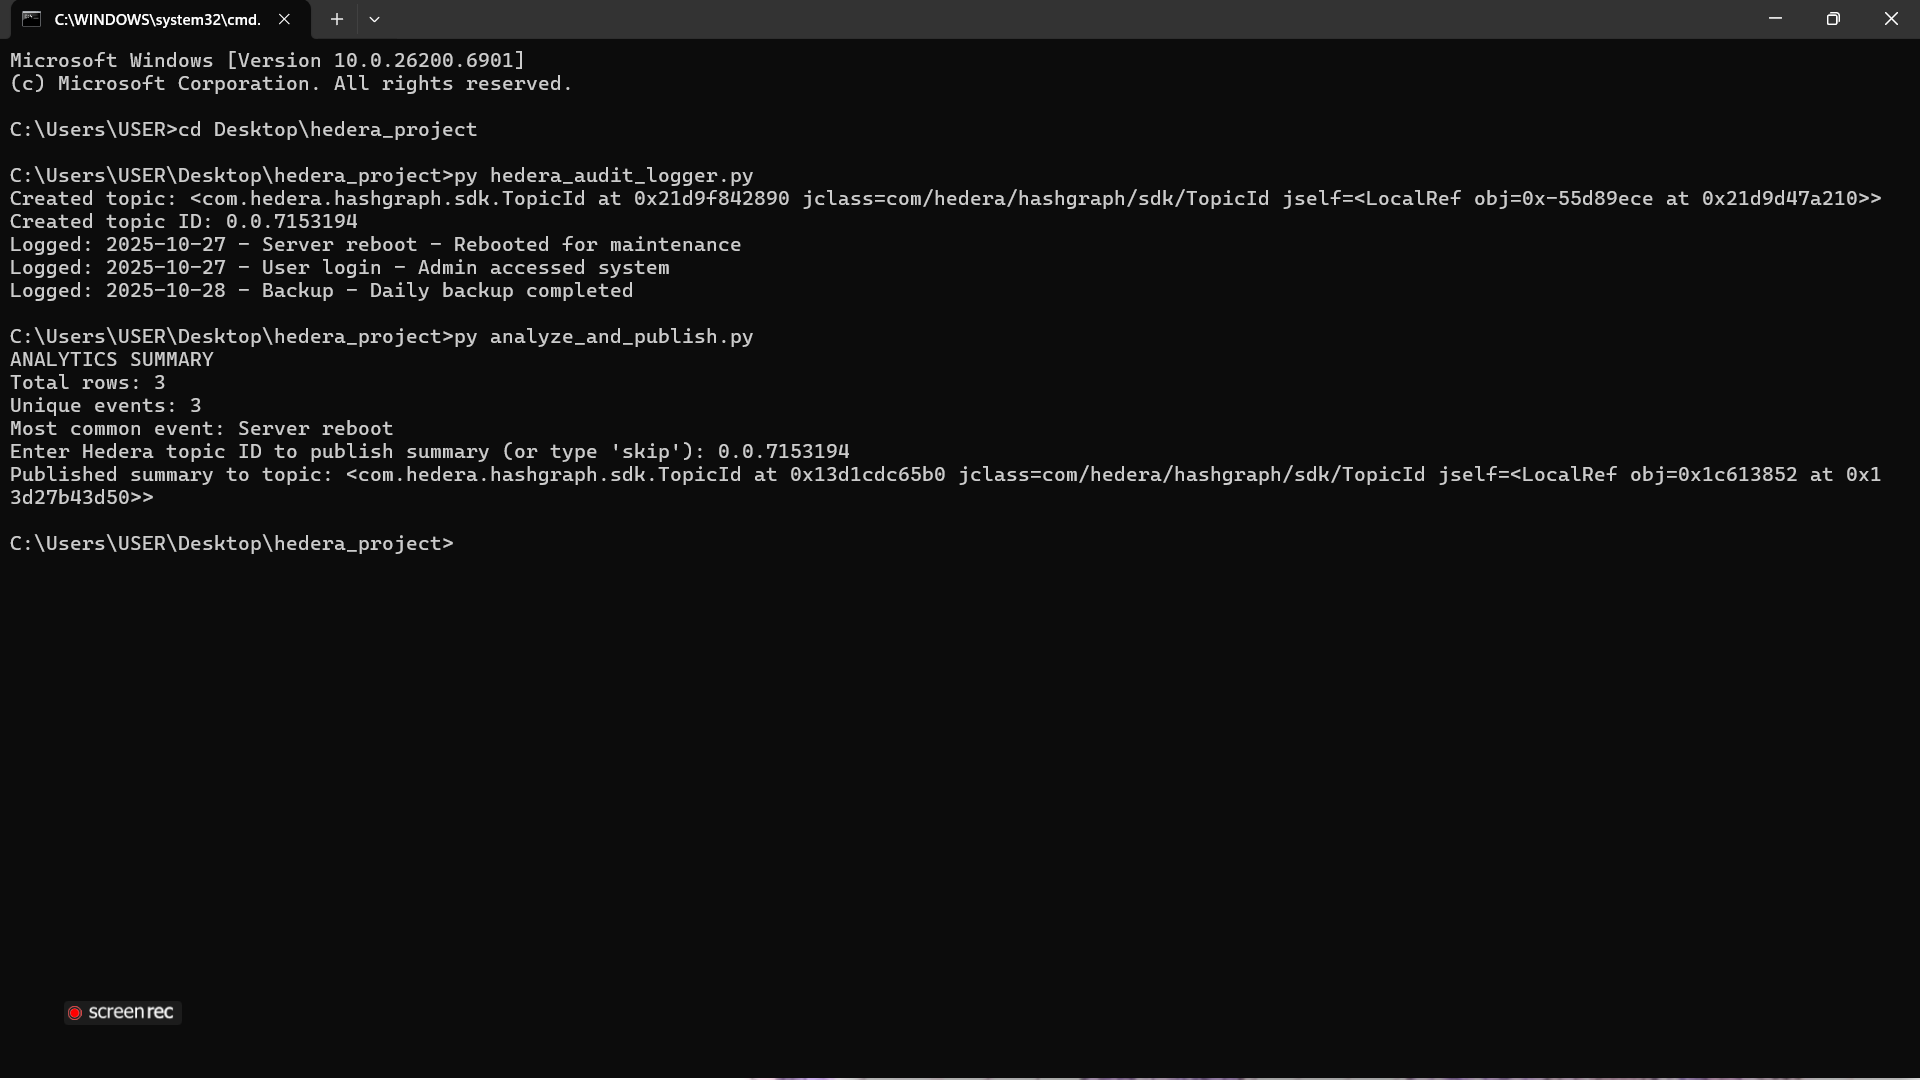 C:\WINDOWS\system32\cmd.
Microsoft Windows [Version 10.0.26200.6901]
(c) Microsoft Corporation. All rights reserved.
C:\Users\USER>cd Desktop\hedera_project
C:\Users\USER\Desktop\hedera_project>py hedera_audit_logger.py
Created topic: <com.hedera.hashgraph.sdk.TopicId at 0x21d9f842890 jclass=com/hedera/hashgraph/sdk/TopicId jself=<LocalRef obj=0x-55d89ece at 0x21d9d47a210>>
Created topic ID: 0.0.7153194
Logged: 2025-10-27 - Server reboot - Rebooted for maintenance
Logged: 2025-10-27 - User login - Admin accessed system
Logged: 2025-10-28 - Backup - Daily backup completed
C:\Users\USER\Desktop\hedera_project>py analyze_and_publish.py
ANALYTICS SUMMARY
Total rows: 3
Unique events: 3
Most common event: Server reboot
Enter Hedera topic ID to publish summary (or type 'skip'): 0.0.7153194
Published summary to topic: <com.hedera.hashgraph.sdk.TopicId at 0x13d1cdc65b0 jclass=com/hedera/hashgraph/sdk/TopicId jself=<LocalRef obj=0x1c613852 at 0x1
3d27b43d50>>
C:\Users\USER\Desktop\hedera_project>
screenrec